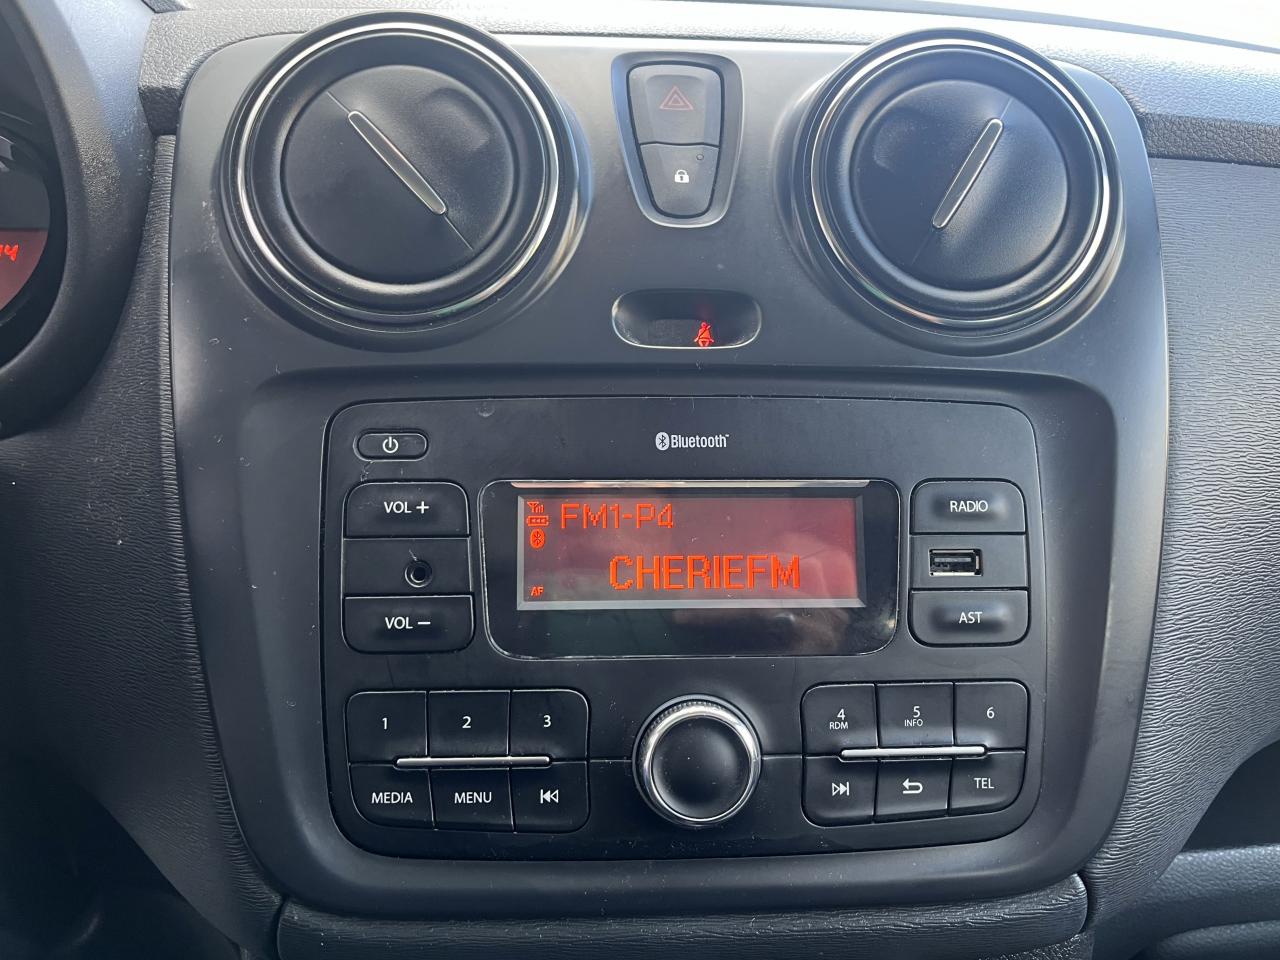 Bluetooth
VOL +
RADIO
FM1-P4
CHERIEFM
AF
VOL −
AST
1
2
3
4
RDM
5
INFO
6
MEDIA
MENU
TEL